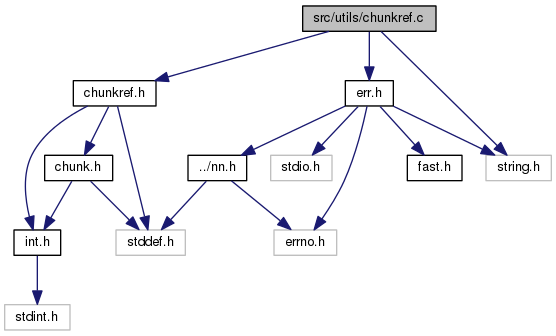 src/utils/chunkref.c
chunkref.h
err.h
chunk.h
../nn.h
stdio.h
fast.h
string.h
int.h
stddef.h
errno.h
stdint.h